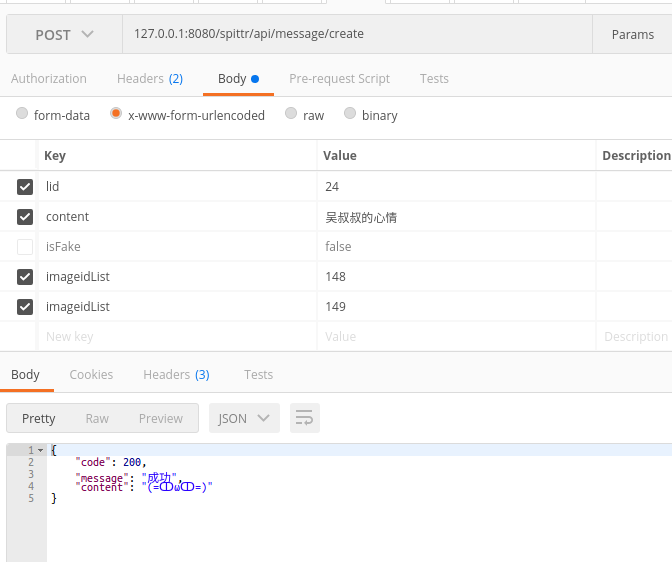 POST 127.0.0.1:8080/spittr/api/message/create Params
Authorization Headers (2) Body Pre-request Script Tests
form-data x-www-form-urlencoded raw binary
Key Value Description
lid 24
content 吴叔叔的心情
isFake false
imageidList 148
imageidList 149
New key Value Description
Body Cookies Headers (3) Tests
Pretty Raw Preview JSON
1 {
2 "code": 200,
3 "message": "成功",
4 "content": "(=ↀωↀ=)"
5 }